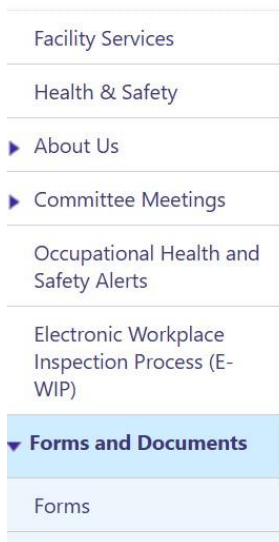 Facility Services
Health & Safety
About Us
Committee Meetings
Occupational Health and
Safety Alerts
Electronic Workplace
Inspection Process (E-
WIP)
Forms and Documents
Forms